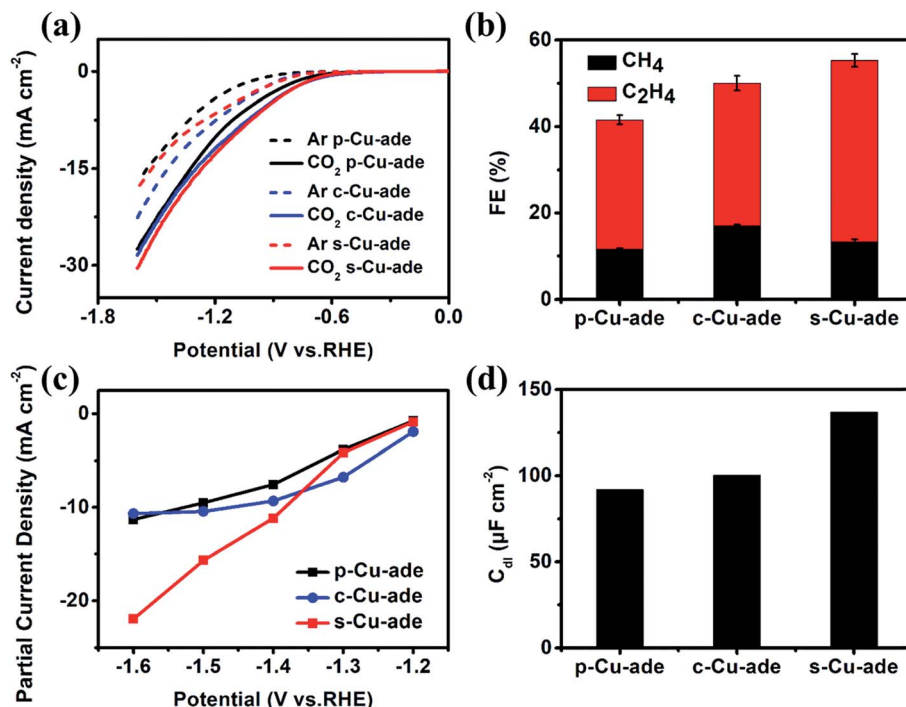 (a)
Current density (mA cm⁻²)
0
-15
-30
Ar p-Cu-ade
CO₂ p-Cu-ade
Ar c-Cu-ade
CO₂ c-Cu-ade
Ar s-Cu-ade
CO₂ s-Cu-ade
-1.8 -1.2 -0.6 0.0
Potential (V vs.RHE)
(b)
FE (%)
60
40
20
0
CH₄
C₂H₄
p-Cu-ade c-Cu-ade s-Cu-ade
(c)
Partial Current Density (mA cm⁻²)
0
-10
-20
p-Cu-ade
c-Cu-ade
s-Cu-ade
-1.6 -1.5 -1.4 -1.3 -1.2
Potential (V vs.RHE)
(d)
C_dl (μF cm⁻²)
150
100
50
0
p-Cu-ade c-Cu-ade s-Cu-ade